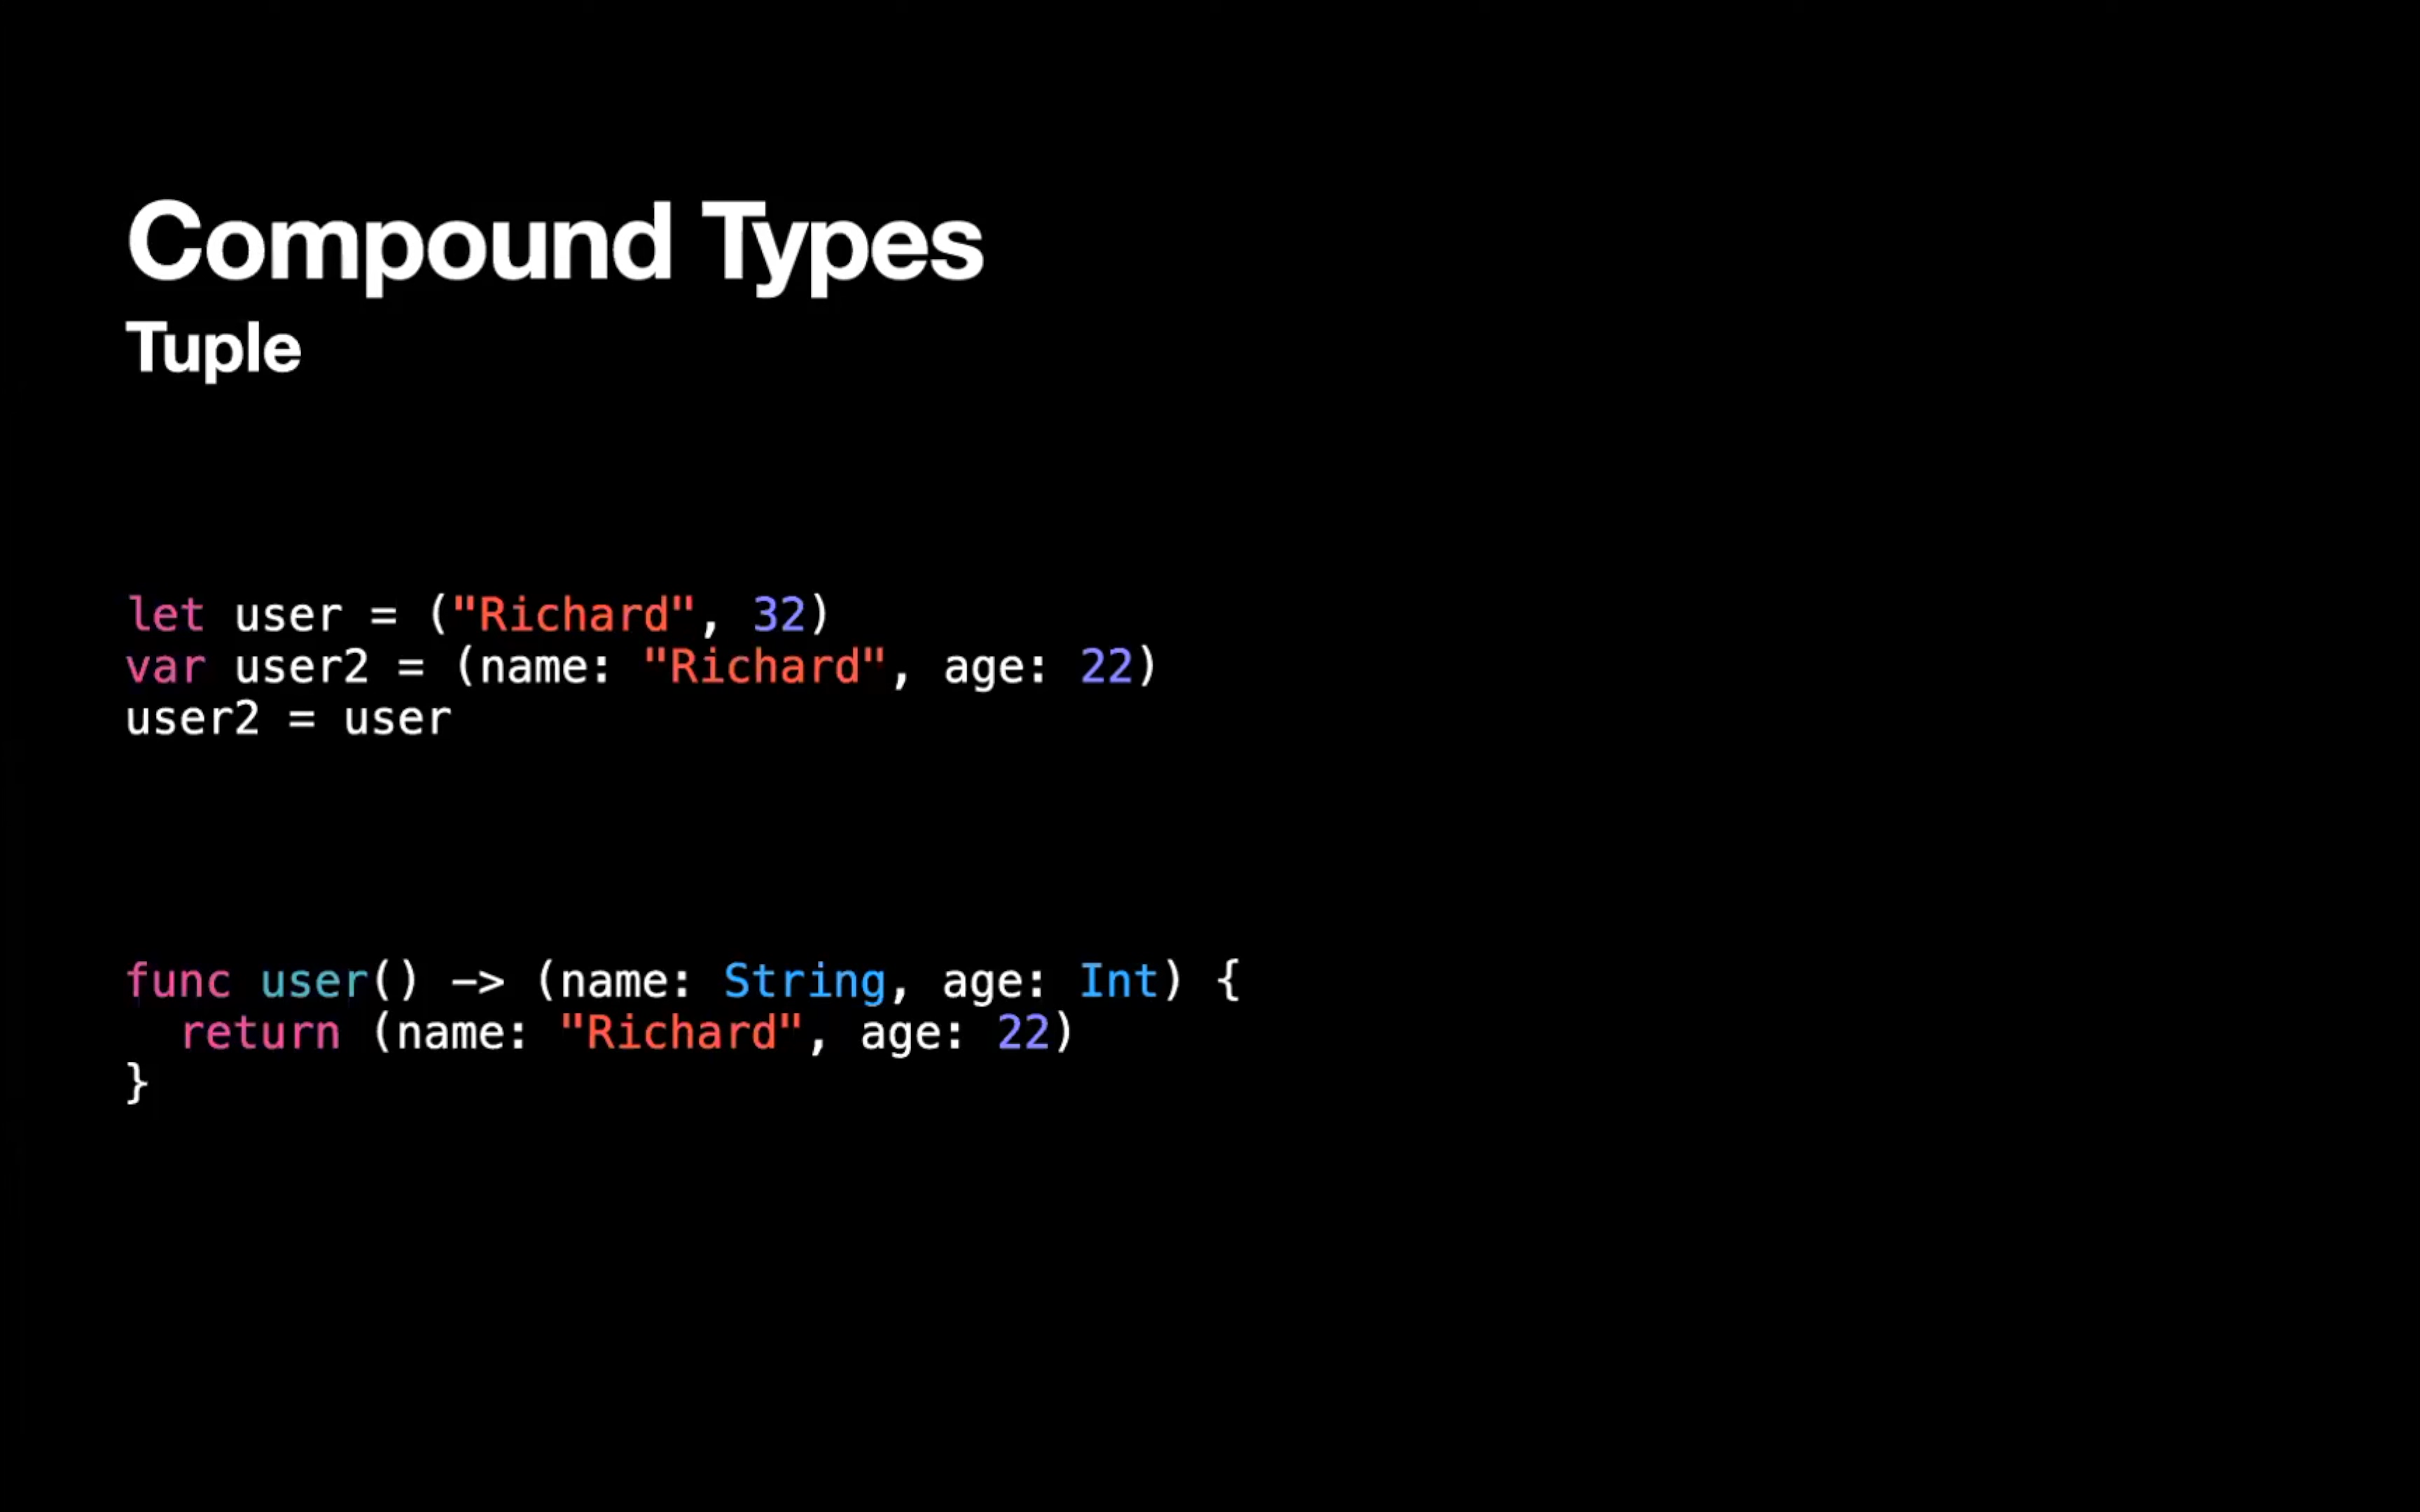 Compound Types
Tuple
let user = ("Richard", 32)
var user2 = (name: "Richard", age: 22)
user2 = user
func user() -> (name: String, age: Int) {
  return (name: "Richard", age: 22)
}